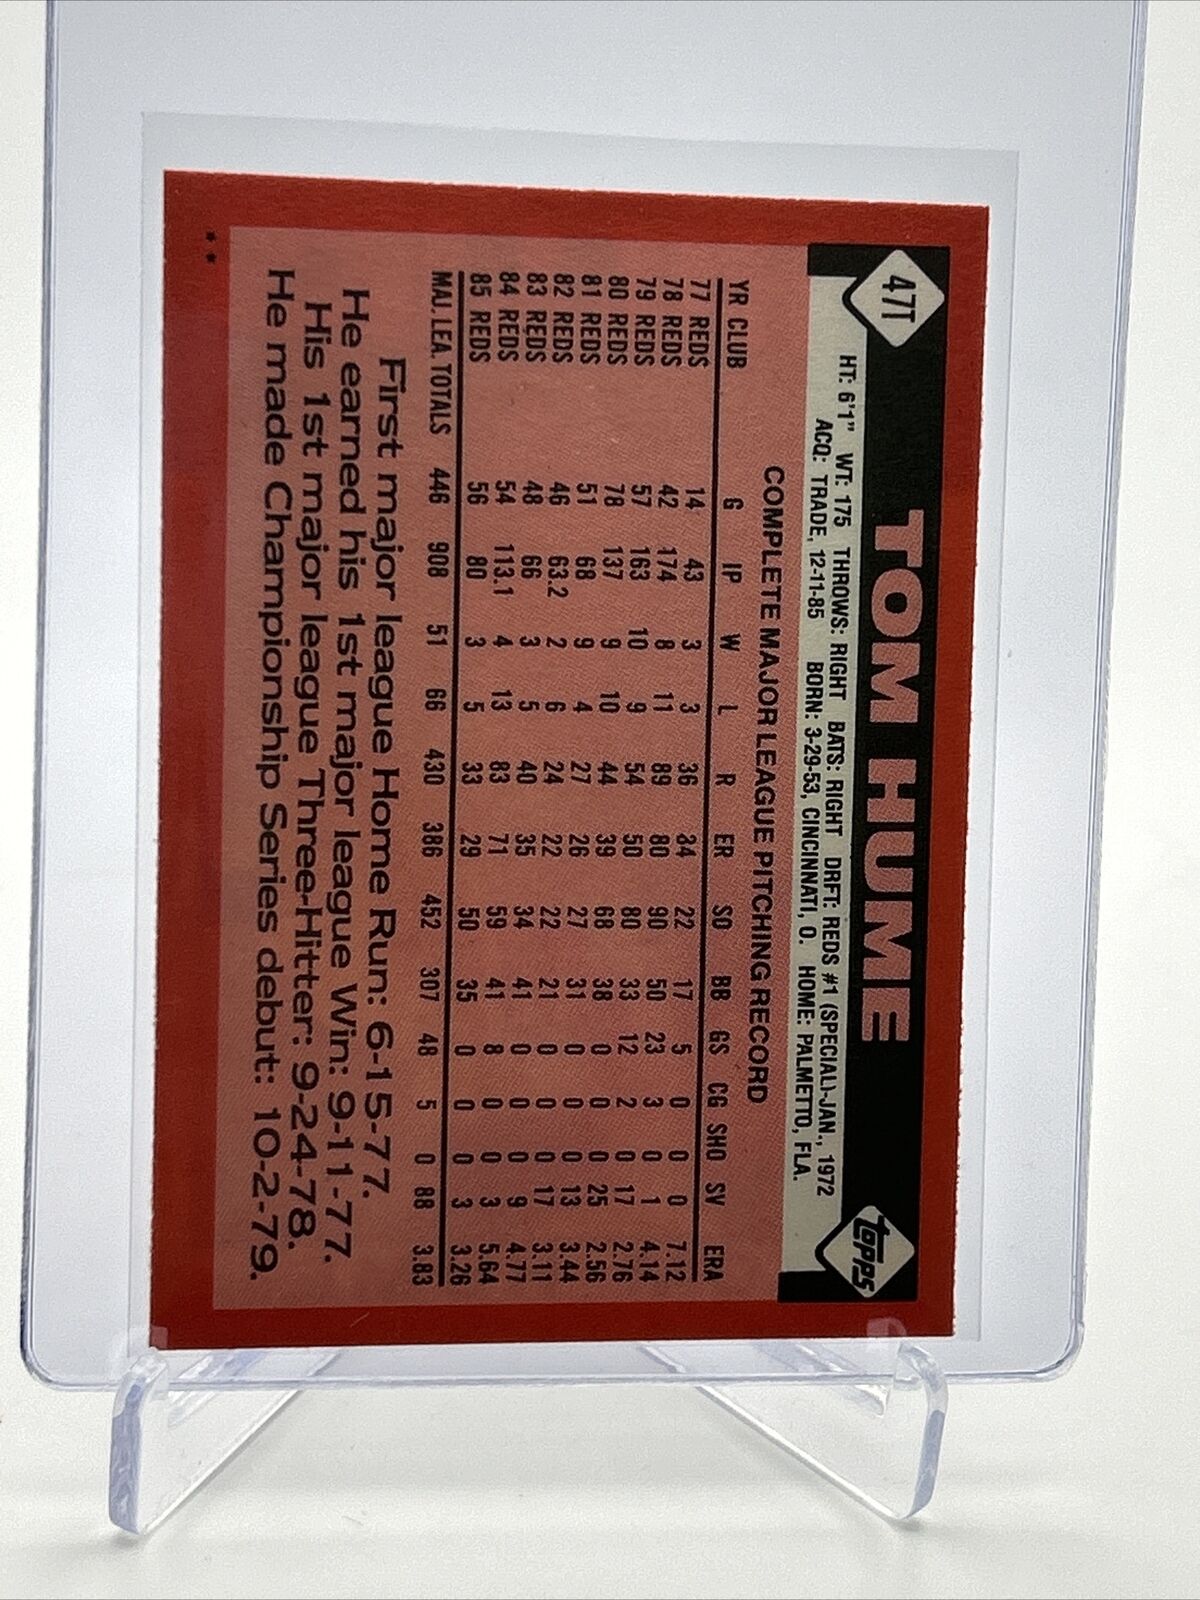 47T
TOM HUME
topps
HT: 6'1" WT: 175 THROWS: RIGHT BATS: RIGHT DRFT: REDS #1 (SPECIAL)-JAN., 1972
ACQ: TRADE, 12-11-85 BORN: 3-29-53, CINCINNATI, O. HOME: PALMETTO, FLA.
COMPLETE MAJOR LEAGUE PITCHING RECORD
YR CLUB G IP W L R ER SO BB GS CG SHO SV ERA
77 REDS 14 43 3 3 36 34 22 17 5 0 0 0 7.12
78 REDS 42 174 8 11 89 80 90 50 23 3 0 1 4.14
79 REDS 57 163 10 9 54 50 80 33 12 2 0 17 2.76
80 REDS 78 137 9 10 44 39 68 38 0 0 0 25 2.56
81 REDS 51 68 9 4 27 26 27 31 0 0 0 13 3.44
82 REDS 46 63.2 2 6 24 22 22 21 0 0 0 17 3.11
83 REDS 48 66 3 5 40 35 34 41 0 0 0 9 4.77
84 REDS 54 113.1 4 13 83 71 59 41 8 0 0 3 5.64
85 REDS 56 80 3 5 33 29 50 35 0 0 0 3 3.26
MAJ. LEA. TOTALS 446 908 51 66 430 386 452 307 48 5 0 88 3.83
First major league Home Run: 6-15-77.
He earned his 1st major league Win: 9-11-77.
His 1st major league Three-Hitter: 9-24-78.
He made Championship Series debut: 10-2-79.
**